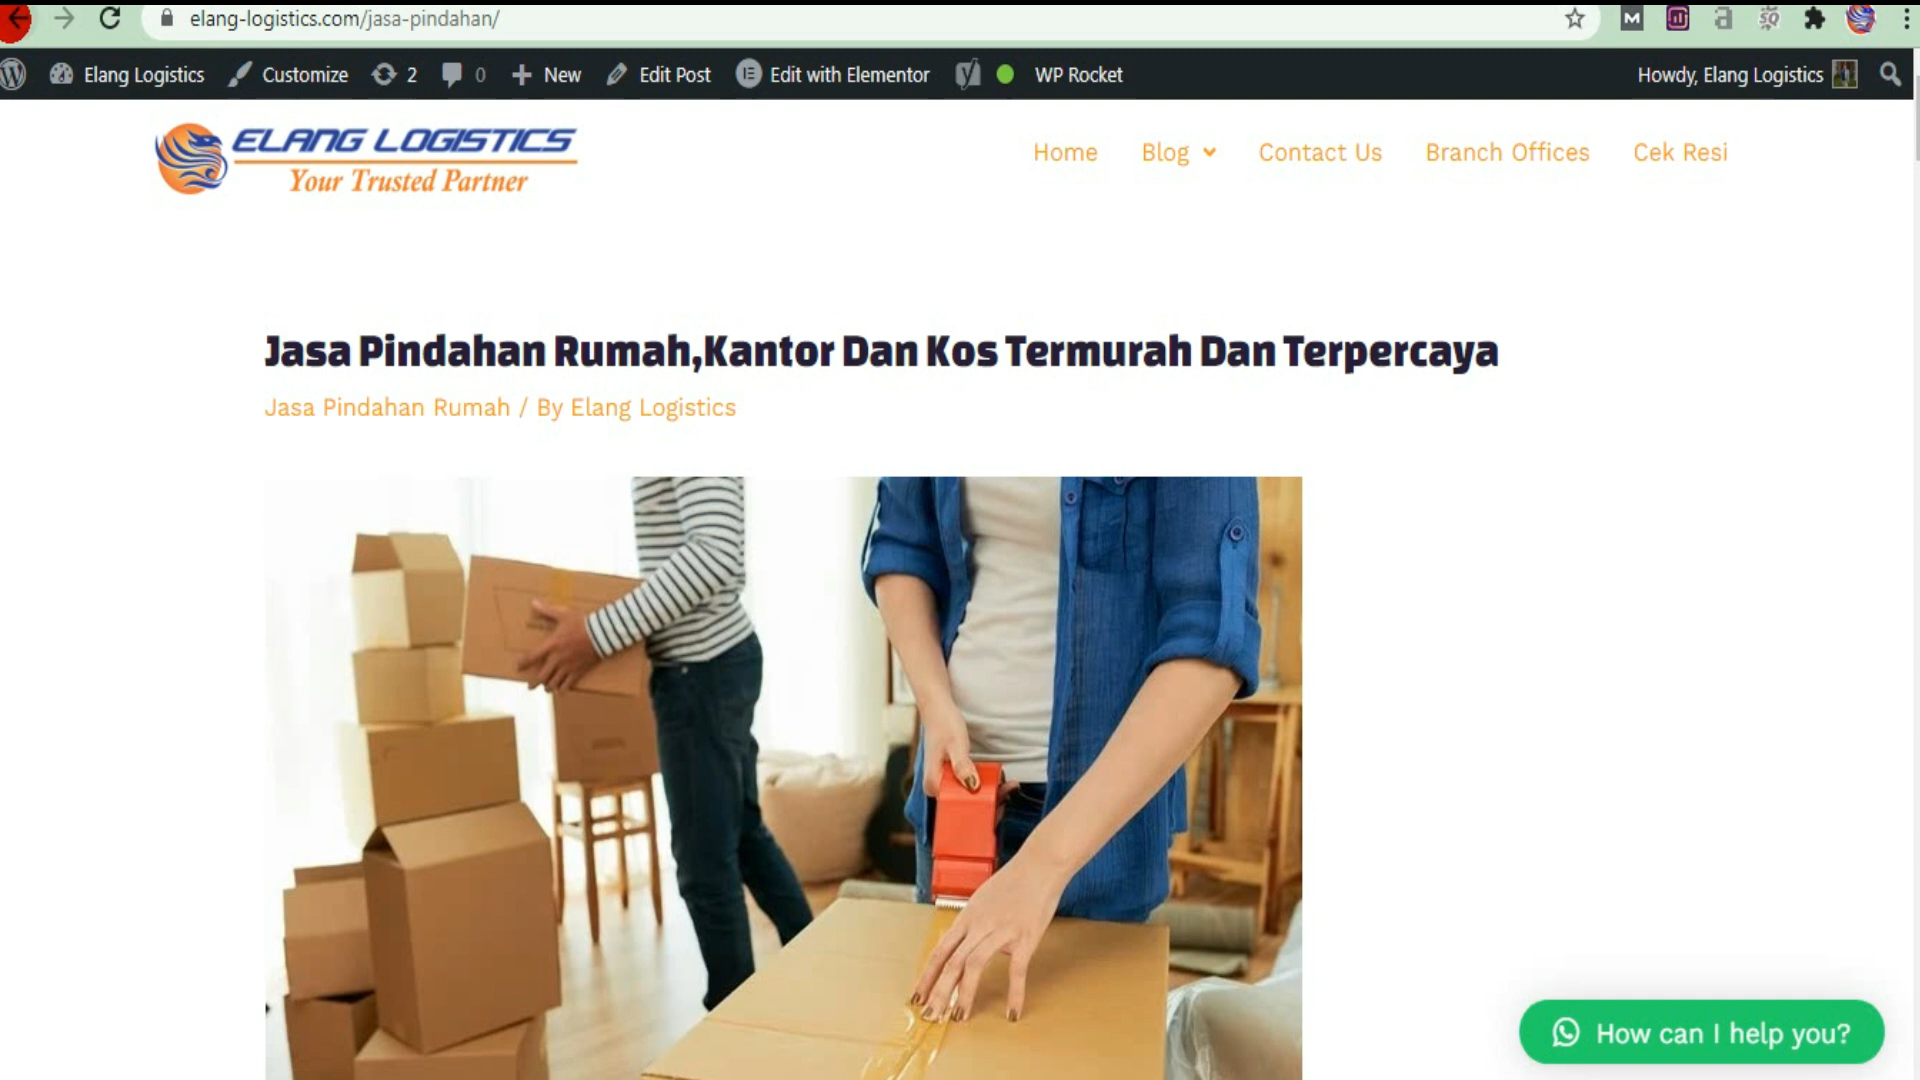 elang-logistics.com/jasa-pindahan/
Elang Logistics Customize 2 0 New Edit Post Edit with Elementor WP Rocket Howdy, Elang Logistics
ELANG LOGISTICS
Your Trusted Partner
Home Blog Contact Us Branch Offices Cek Resi
Jasa Pindahan Rumah,Kantor Dan Kos Termurah Dan Terpercaya
Jasa Pindahan Rumah / By Elang Logistics
How can I help you?